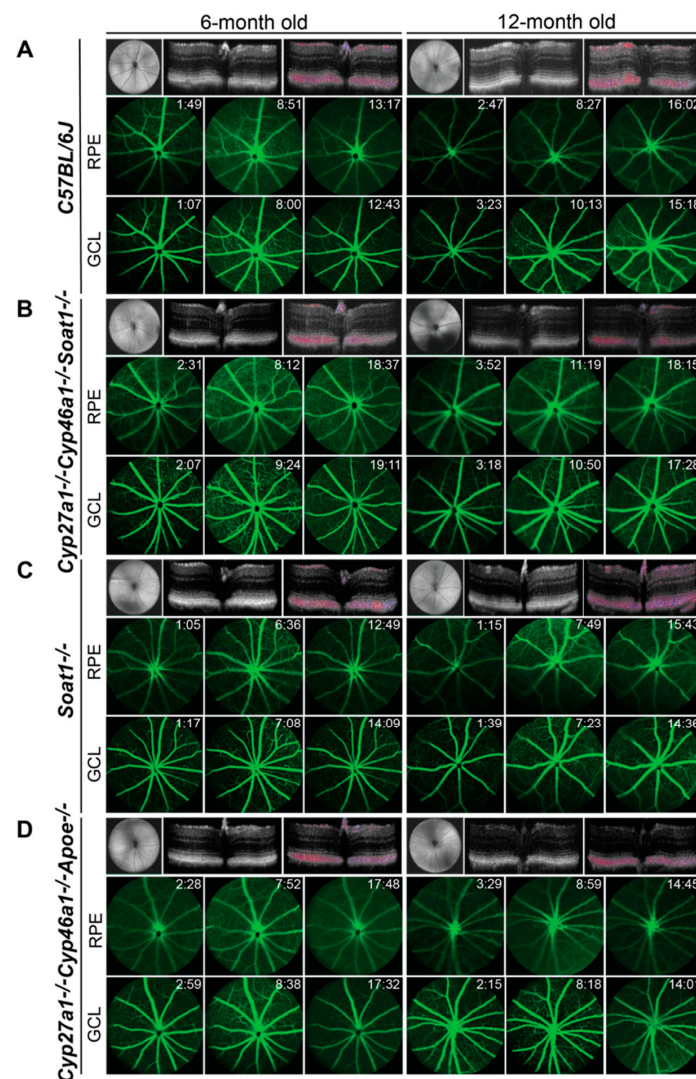 6-month old 12-month old
A
C57BL/6J
RPE
1:49 8:51 13:17 2:47 8:27 16:02
GCL
1:07 8:00 12:43 3:23 10:13 15:18
B
Cyp27a1-/-Cyp46a1-/-Soat1-/-
RPE
2:31 8:12 18:37 3:52 11:19 18:15
GCL
2:07 9:24 19:11 3:18 10:50 17:28
C
Soat1-/-
RPE
1:05 6:36 12:49 1:15 7:49 15:43
GCL
1:17 7:08 14:09 1:39 7:23 14:36
D
Cyp27a1-/-Cyp46a1-/-Apoe-/-
RPE
2:28 7:52 17:48 3:29 8:59 14:45
GCL
2:59 8:38 17:32 2:15 8:18 14:01